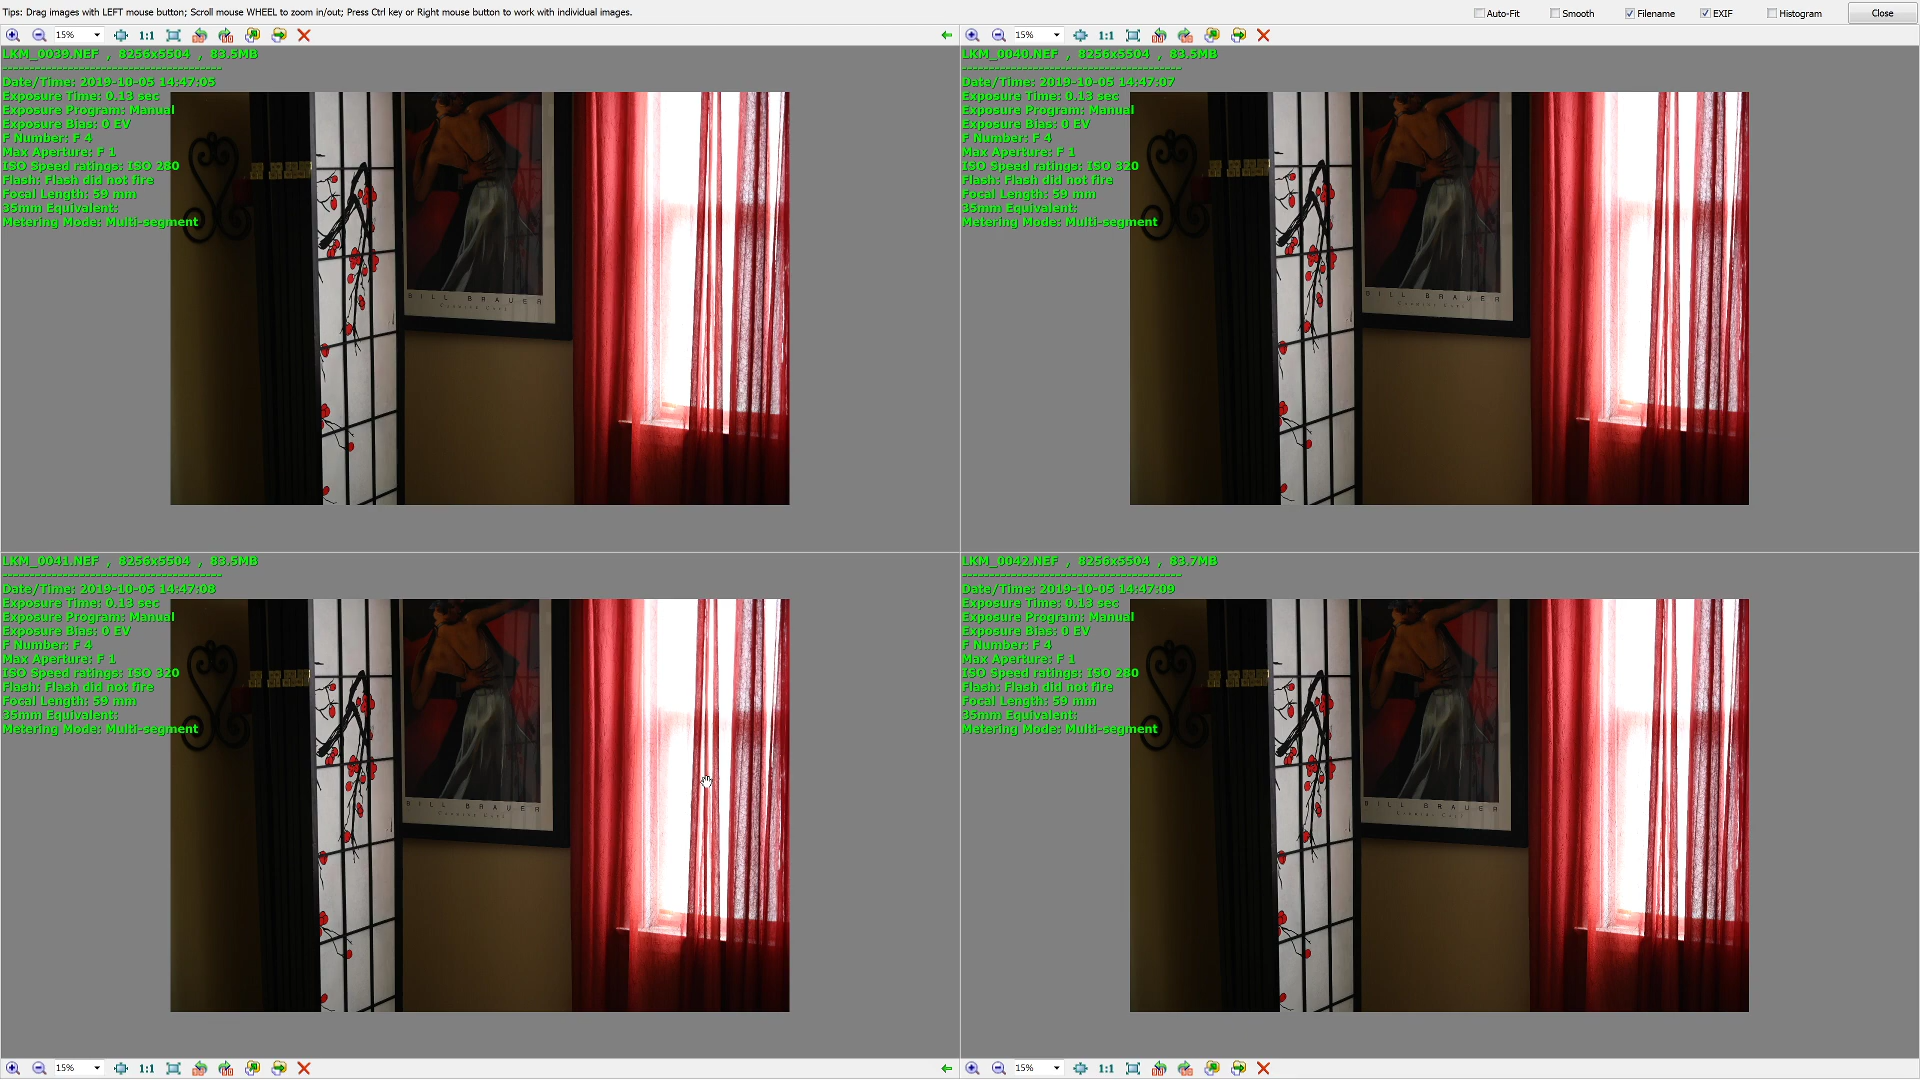 Tips: Drag images with LEFT mouse button; Scroll mouse WHEEL to zoom in/out; Press Ctrl key or Right mouse button to work with individual images.
Auto-Fit Smooth Filename EXIF Histogram Close
15% 1:1
15% 1:1
LKM_0039.NEF , 8256x5504 , 83.5MB
Date/Time: 2019-10-05 14:47:05
Exposure Time: 0.13 sec
Exposure Program: Manual
Exposure Bias: 0 EV
F Number: F 4
Max Aperture: F 1
ISO Speed ratings: ISO 280
Flash: Flash did not fire
Focal Length: 59 mm
35mm Equivalent:
Metering Mode: Multi-segment
BILL BRAUER
LKM_0040.NEF , 8256x5504 , 83.5MB
Date/Time: 2019-10-05 14:47:07
Exposure Time: 0.13 sec
Exposure Program: Manual
Exposure Bias: 0 EV
F Number: F 4
Max Aperture: F 1
ISO Speed ratings: ISO 320
Flash: Flash did not fire
Focal Length: 59 mm
35mm Equivalent:
Metering Mode: Multi-segment
BILL BRAUER
LKM_0041.NEF , 8256x5504 , 83.5MB
Date/Time: 2019-10-05 14:47:08
Exposure Time: 0.13 sec
Exposure Program: Manual
Exposure Bias: 0 EV
F Number: F 4
Max Aperture: F 1
ISO Speed ratings: ISO 320
Flash: Flash did not fire
Focal Length: 59 mm
35mm Equivalent:
Metering Mode: Multi-segment
BILL BRAUER
LKM_0042.NEF , 8256x5504 , 83.7MB
Date/Time: 2019-10-05 14:47:09
Exposure Time: 0.13 sec
Exposure Program: Manual
Exposure Bias: 0 EV
F Number: F 4
Max Aperture: F 1
ISO Speed ratings: ISO 280
Flash: Flash did not fire
Focal Length: 59 mm
35mm Equivalent:
Metering Mode: Multi-segment
BILL BRAUER
15% 1:1
15% 1:1